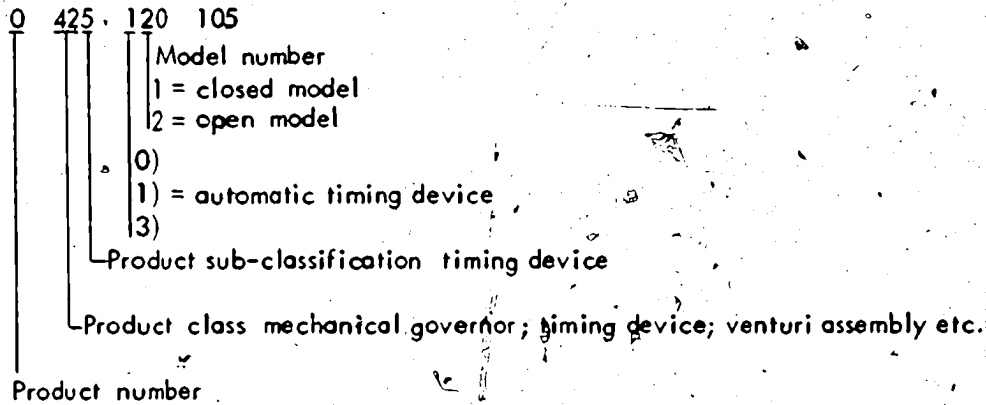 0 425. 120 105
Model number
1 = closed model
2 = open model
0)
1) = automatic timing device
3)
Product sub-classification timing device
Product class mechanical governor; timing device; venturi assembly etc.
Product number